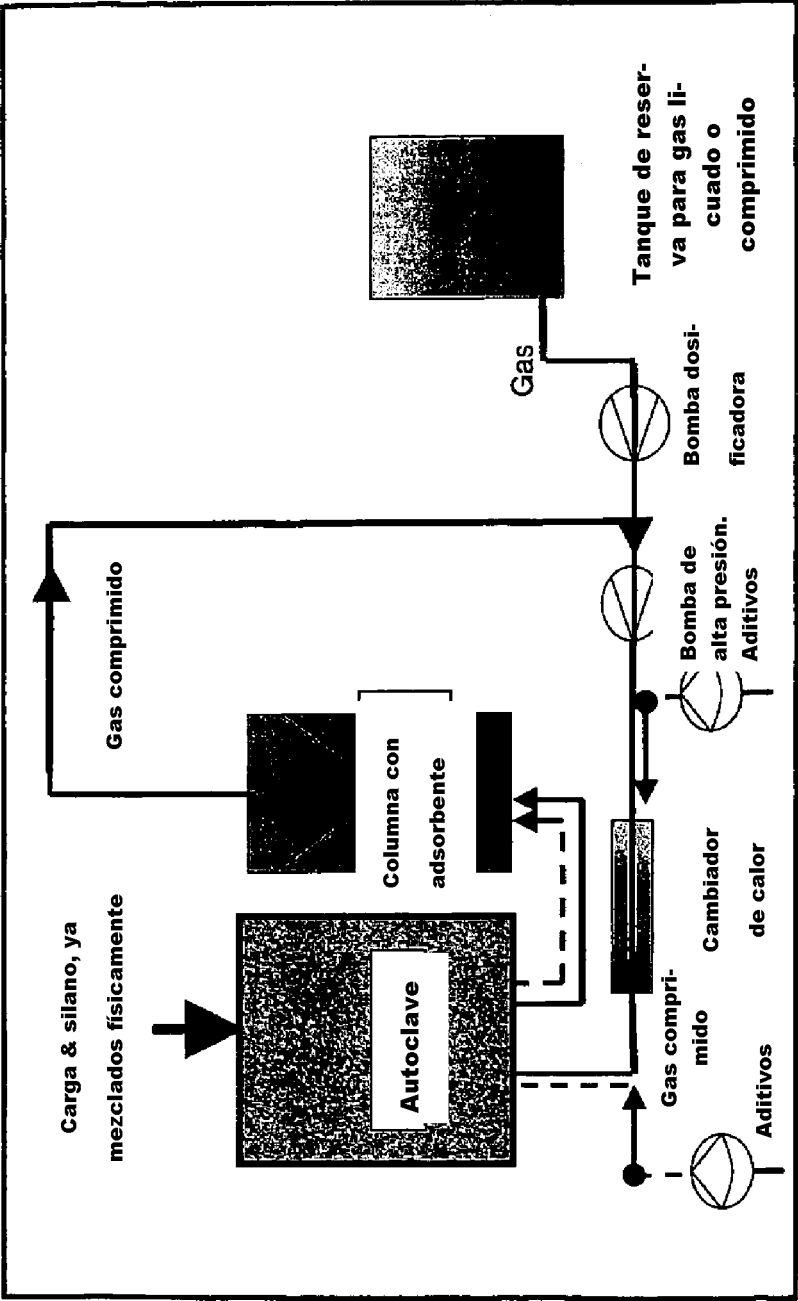 Carga & silano, ya
mezclados físicamente
Autoclave
Columna con
adsorbente
Gas comprimido
Gas
Tanque de reser-
va para gas li-
cuado o
comprimido
Bomba dosi-
ficadora
Bomba de
alta presión.
Aditivos
Cambiador
de calor
Gas compri-
mido
Aditivos